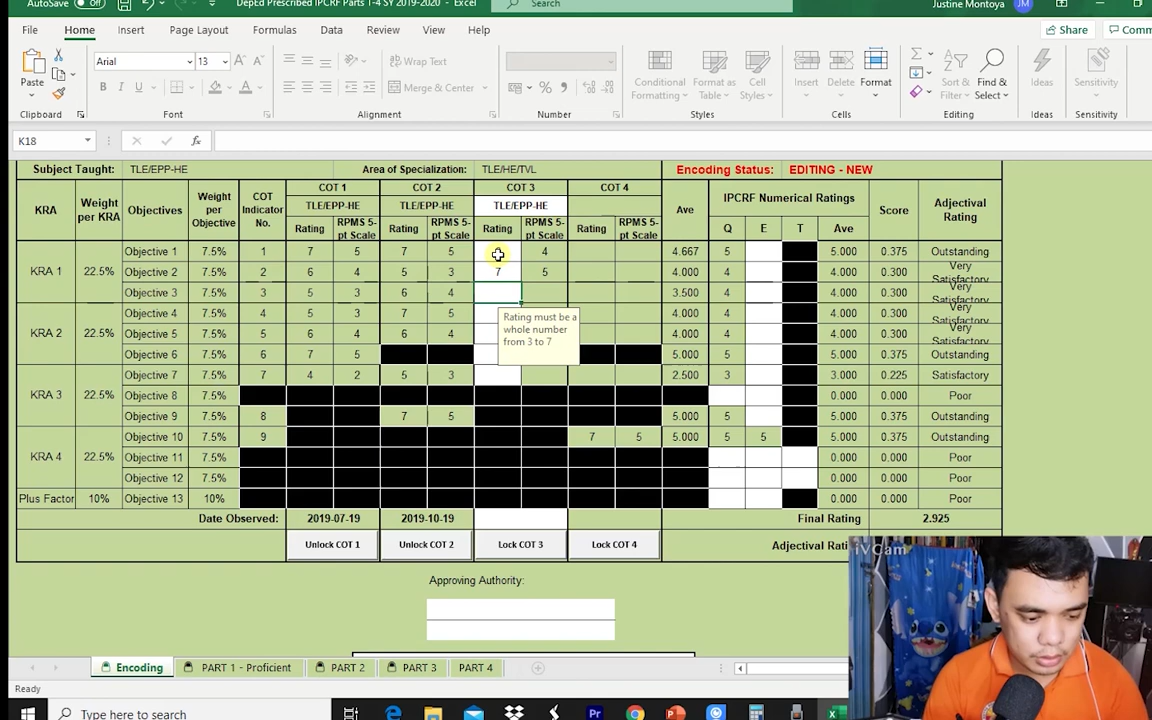 AutoSave Off DepEd Prescribed IPCRF Parts 1-4 SY 2019-2020 - Excel Search Justine Montoya JM
File Home Insert Page Layout Formulas Data Review View Help Share Comm
Paste Arial 13 A A Wrap Text Conditional Formatting Format as Table Cell Styles Insert Delete Format Sort & Filter Find & Select Ideas Sensitivity
B I U A Merge & Center % 9
Clipboard Font Alignment Number Styles Cells Editing Ideas Sensitivity
K18 fx
Subject Taught: TLE/EPP-HE Area of Specialization: TLE/HE/TVL Encoding Status: EDITING - NEW
KRA Weight per KRA Objectives Weight per Objective COT Indicator No. COT 1 COT 2 COT 3 COT 4 Ave IPCRF Numerical Ratings Score Adjectival Rating
TLE/EPP-HE TLE/EPP-HE TLE/EPP-HE
Rating RPMS 5-pt Scale Rating RPMS 5-pt Scale Rating RPMS 5-pt Scale Rating RPMS 5-pt Scale Q E T Ave
KRA 1 22.5% Objective 1 7.5% 1 7 5 7 5 4 4.667 5 5.000 0.375 Outstanding
Objective 2 7.5% 2 6 4 5 3 7 5 4.000 4 4.000 0.300 Very Satisfactory
Objective 3 7.5% 3 5 3 6 4 3.500 4 4.000 0.300 Very Satisfactory
KRA 2 22.5% Objective 4 7.5% 4 5 3 7 5 4.000 4 4.000 0.300 Very Satisfactory
Objective 5 7.5% 5 6 4 6 4 4.000 4 4.000 0.300 Very Satisfactory
Objective 6 7.5% 6 7 5 5.000 5 5.000 0.375 Outstanding
KRA 3 22.5% Objective 7 7.5% 7 4 2 5 3 2.500 3 3.000 0.225 Satisfactory
Objective 8 7.5% 0.000 0.000 Poor
Objective 9 7.5% 8 7 5 5.000 5 5.000 0.375 Outstanding
KRA 4 22.5% Objective 10 7.5% 9 7 5 5.000 5 5 5.000 0.375 Outstanding
Objective 11 7.5% 0.000 0.000 Poor
Objective 12 7.5% 0.000 0.000 Poor
Plus Factor 10% Objective 13 10% 0.000 0.000 Poor
Rating must be a
whole number
from 3 to 7
Date Observed: 2019-07-19 2019-10-19 Final Rating 2.925
Unlock COT 1 Unlock COT 2 Lock COT 3 Lock COT 4 Adjectival Rati
iVCam
Approving Authority:
Encoding PART 1 - Proficient PART 2 PART 3 PART 4
Ready
Type here to search